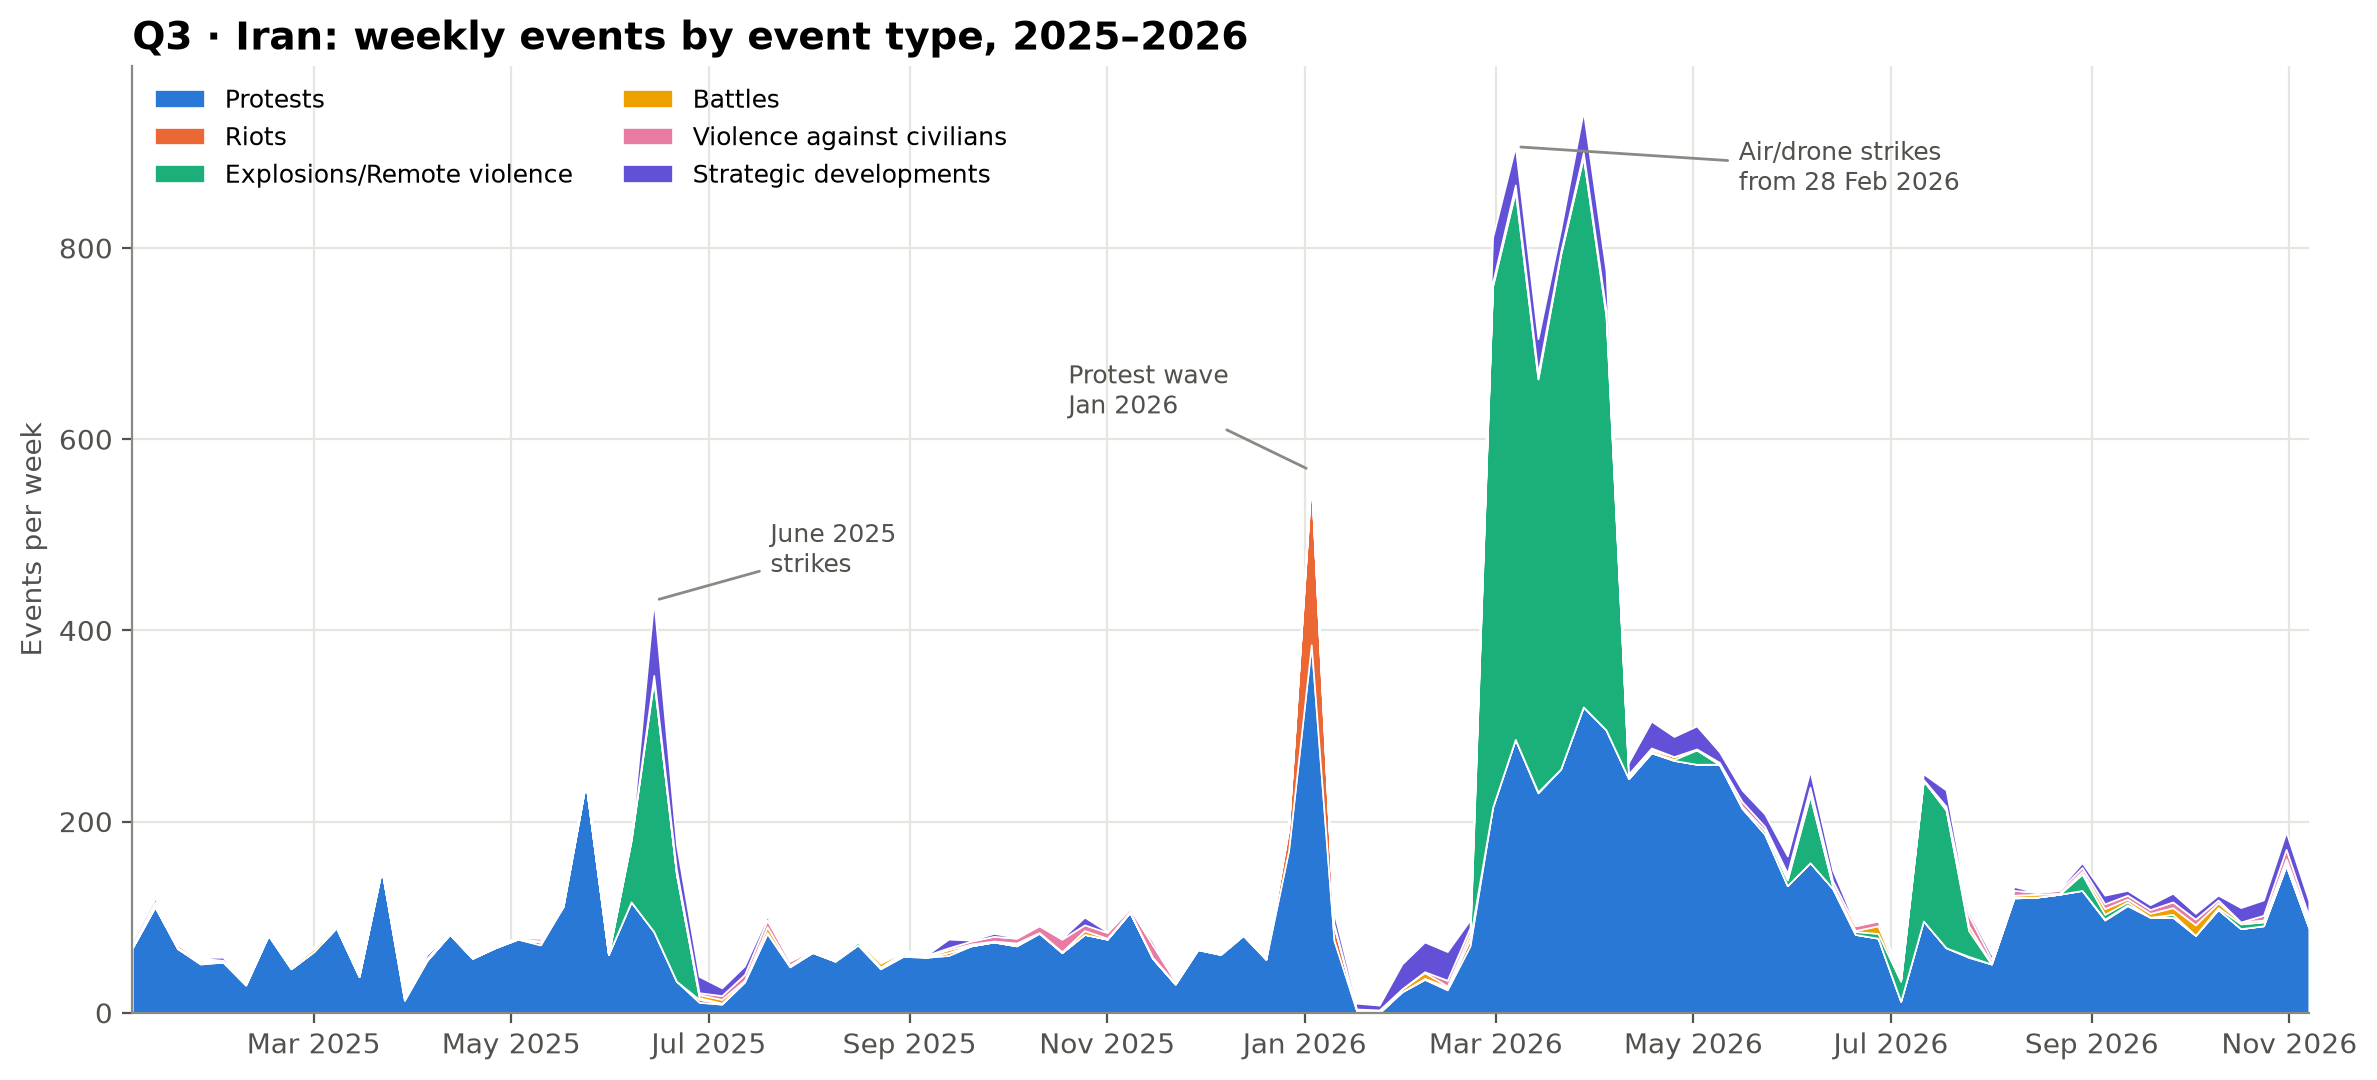 Q3 · Iran: weekly events by event type, 2025–2026
Protests
Riots
Explosions/Remote violence
Battles
Violence against civilians
Strategic developments
Air/drone strikes
from 28 Feb 2026
Protest wave
Jan 2026
June 2025
strikes
Events per week
800
600
400
200
0
Mar 2025
May 2025
Jul 2025
Sep 2025
Nov 2025
Jan 2026
Mar 2026
May 2026
Jul 2026
Sep 2026
Nov 2026